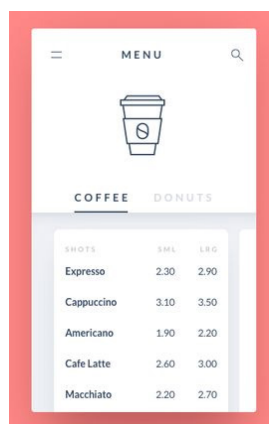 MENU
COFFEE DONUTS
SHOTS SML LRG
Expresso 2.30 2.90
Cappuccino 3.10 3.50
Americano 1.90 2.20
Cafe Latte 2.60 3.00
Macchiato 2.20 2.70